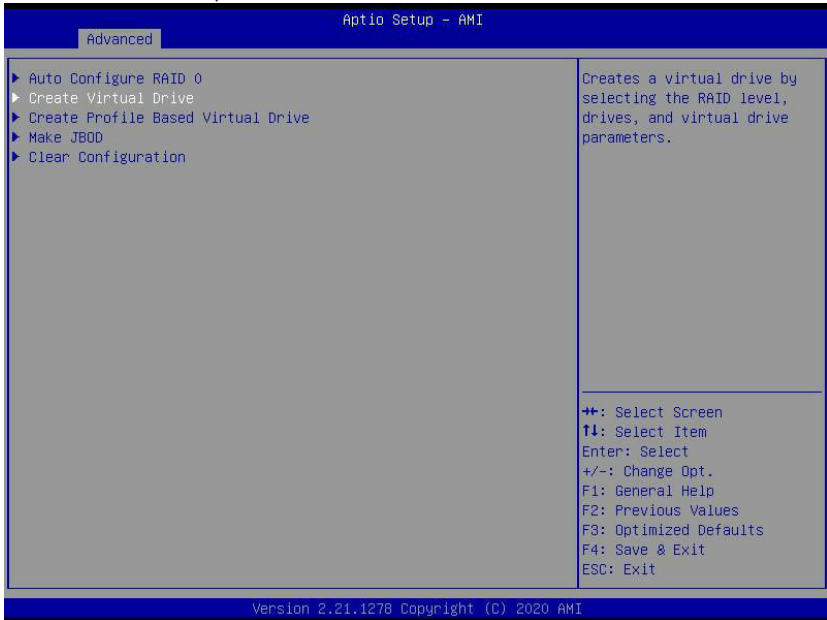 Aptio Setup - AMI
Advanced
Auto Configure RAID 0
Create Virtual Drive
Create Profile Based Virtual Drive
Make JBOD
Clear Configuration
Creates a virtual drive by
selecting the RAID level,
drives, and virtual drive
parameters.
→←: Select Screen
↑↓: Select Item
Enter: Select
+/-: Change Opt.
F1: General Help
F2: Previous Values
F3: Optimized Defaults
F4: Save & Exit
ESC: Exit
Version 2.21.1278 Copyright (C) 2020 AMI